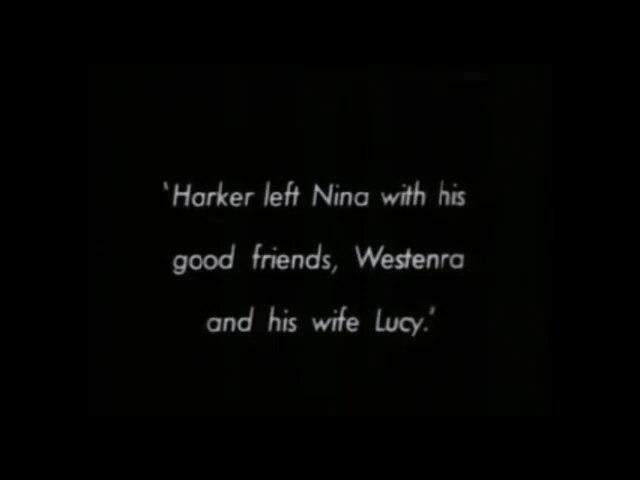 'Harker left Nina with his
good friends, Westenra
and his wife Lucy.'